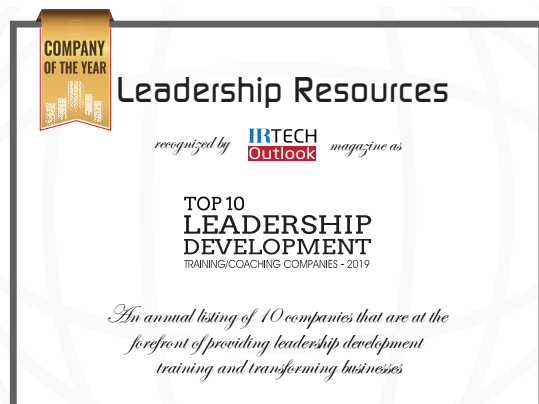 COMPANY
OF THE YEAR
Leadership Resources
recognized by HRTECH Outlook magazine as
TOP 10
LEADERSHIP
DEVELOPMENT
TRAINING/COACHING COMPANIES - 2019
An annual listing of 10 companies that are at the
forefront of providing leadership development
training and transforming businesses